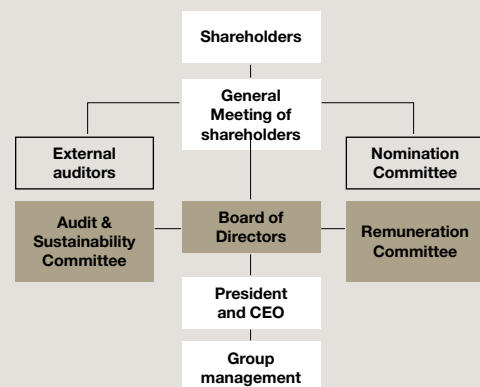 Shareholders
General
Meeting of
shareholders
External
auditors
Nomination
Committee
Audit &
Sustainability
Committee
Board of
Directors
Remuneration
Committee
President
and CEO
Group
management